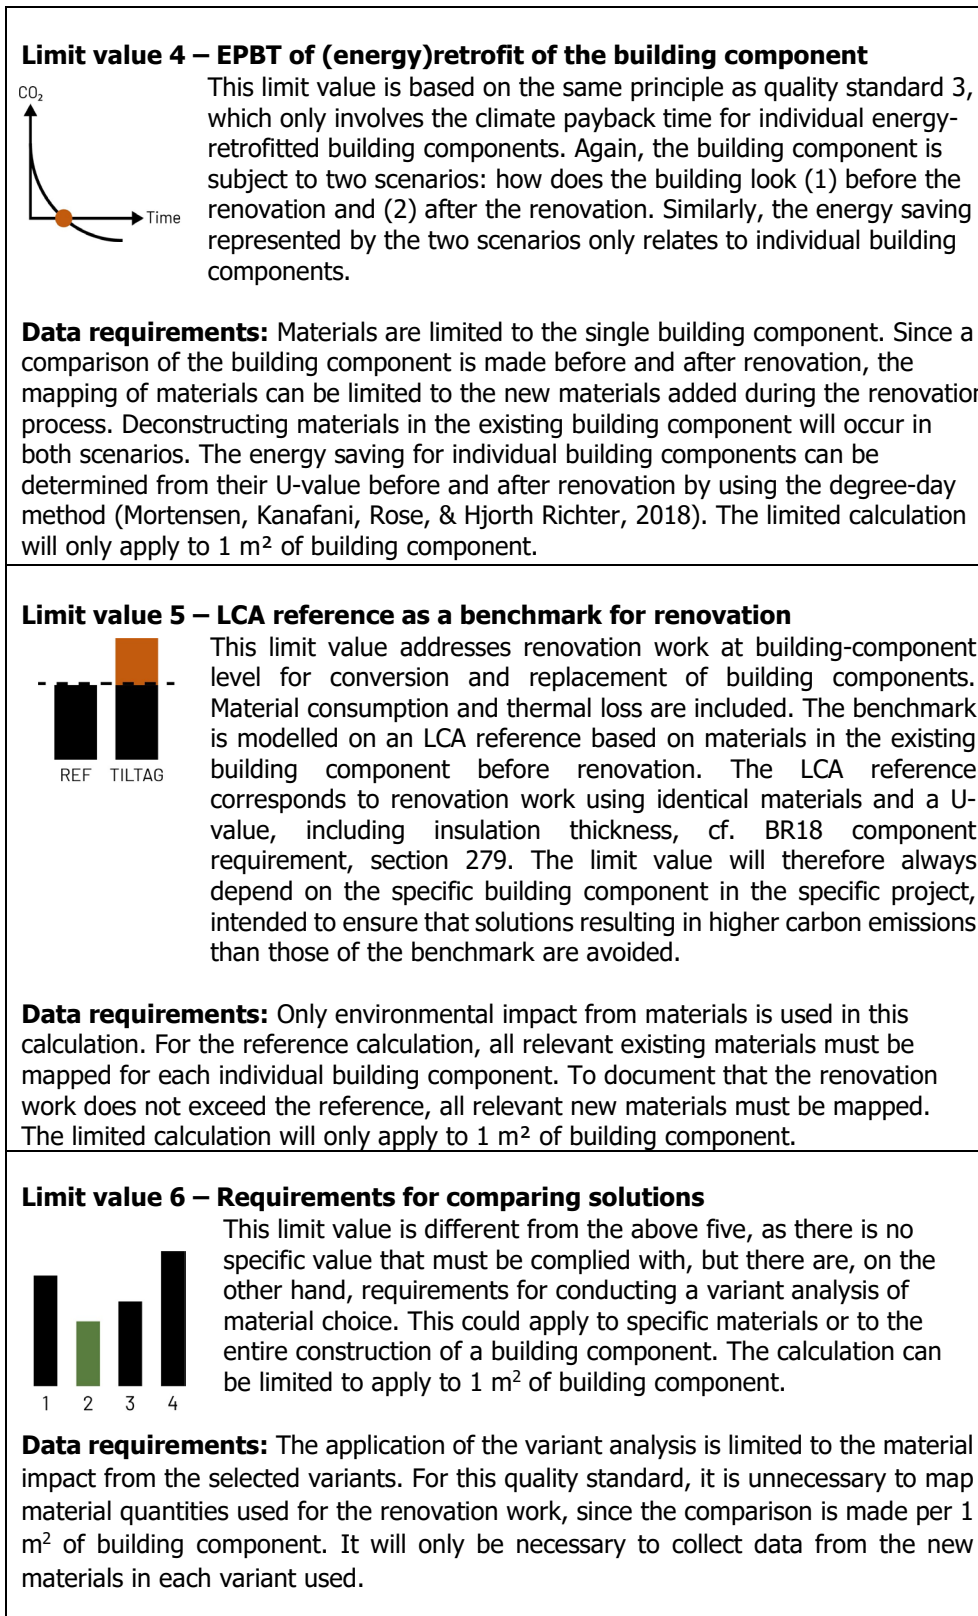 Limit value 4 – EPBT of (energy)retrofit of the building component
CO₂
Time
This limit value is based on the same principle as quality standard 3,
which only involves the climate payback time for individual energy-
retrofitted building components. Again, the building component is
subject to two scenarios: how does the building look (1) before the
renovation and (2) after the renovation. Similarly, the energy saving
represented by the two scenarios only relates to individual building
components.
Data requirements: Materials are limited to the single building component. Since a
comparison of the building component is made before and after renovation, the
mapping of materials can be limited to the new materials added during the renovation
process. Deconstructing materials in the existing building component will occur in
both scenarios. The energy saving for individual building components can be
determined from their U-value before and after renovation by using the degree-day
method (Mortensen, Kanafani, Rose, & Hjorth Richter, 2018). The limited calculation
will only apply to 1 m² of building component.
Limit value 5 – LCA reference as a benchmark for renovation
REF TILTAG
This limit value addresses renovation work at building-component
level for conversion and replacement of building components.
Material consumption and thermal loss are included. The benchmark
is modelled on an LCA reference based on materials in the existing
building component before renovation. The LCA reference
corresponds to renovation work using identical materials and a U-
value, including insulation thickness, cf. BR18 component
requirement, section 279. The limit value will therefore always
depend on the specific building component in the specific project,
intended to ensure that solutions resulting in higher carbon emissions
than those of the benchmark are avoided.
Data requirements: Only environmental impact from materials is used in this
calculation. For the reference calculation, all relevant existing materials must be
mapped for each individual building component. To document that the renovation
work does not exceed the reference, all relevant new materials must be mapped.
The limited calculation will only apply to 1 m² of building component.
Limit value 6 – Requirements for comparing solutions
1 2 3 4
This limit value is different from the above five, as there is no
specific value that must be complied with, but there are, on the
other hand, requirements for conducting a variant analysis of
material choice. This could apply to specific materials or to the
entire construction of a building component. The calculation can
be limited to apply to 1 m² of building component.
Data requirements: The application of the variant analysis is limited to the material
impact from the selected variants. For this quality standard, it is unnecessary to map
material quantities used for the renovation work, since the comparison is made per 1
m² of building component. It will only be necessary to collect data from the new
materials in each variant used.